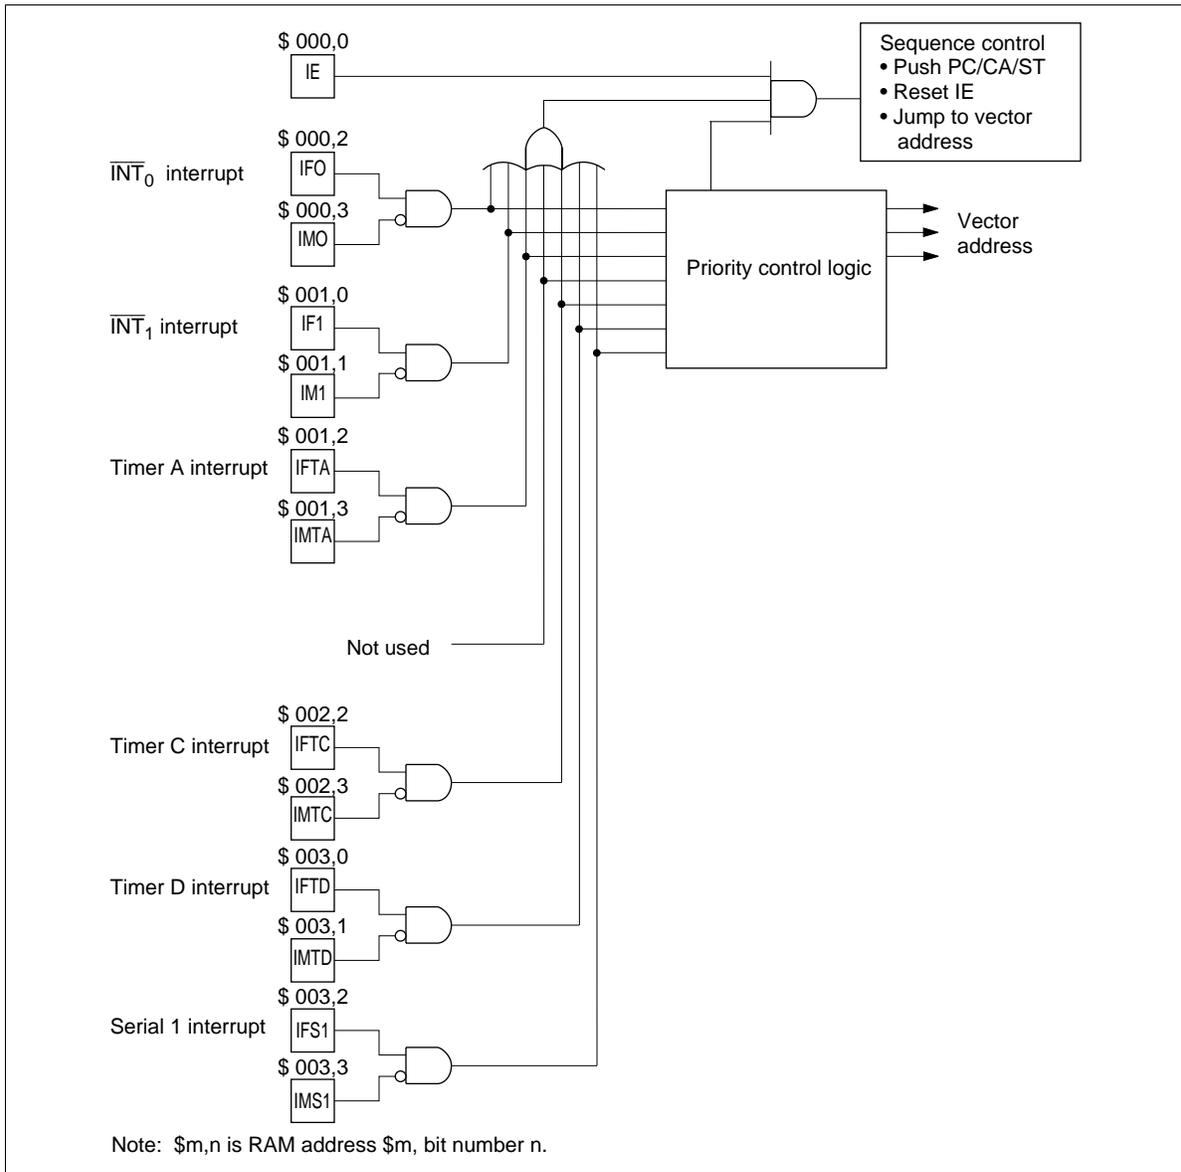 $ 000,0
IE
Sequence control
• Push PC/CA/ST
• Reset IE
• Jump to vector
address
$ 000,2
INT0 interrupt
IFO
$ 000,3
IMO
Vector
address
Priority control logic
$ 001,0
INT1 interrupt
IF1
$ 001,1
IM1
$ 001,2
Timer A interrupt
IFTA
$ 001,3
IMTA
Not used
$ 002,2
Timer C interrupt
IFTC
$ 002,3
IMTC
$ 003,0
Timer D interrupt
IFTD
$ 003,1
IMTD
$ 003,2
Serial 1 interrupt
IFS1
$ 003,3
IMS1
Note: $m,n is RAM address $m, bit number n.